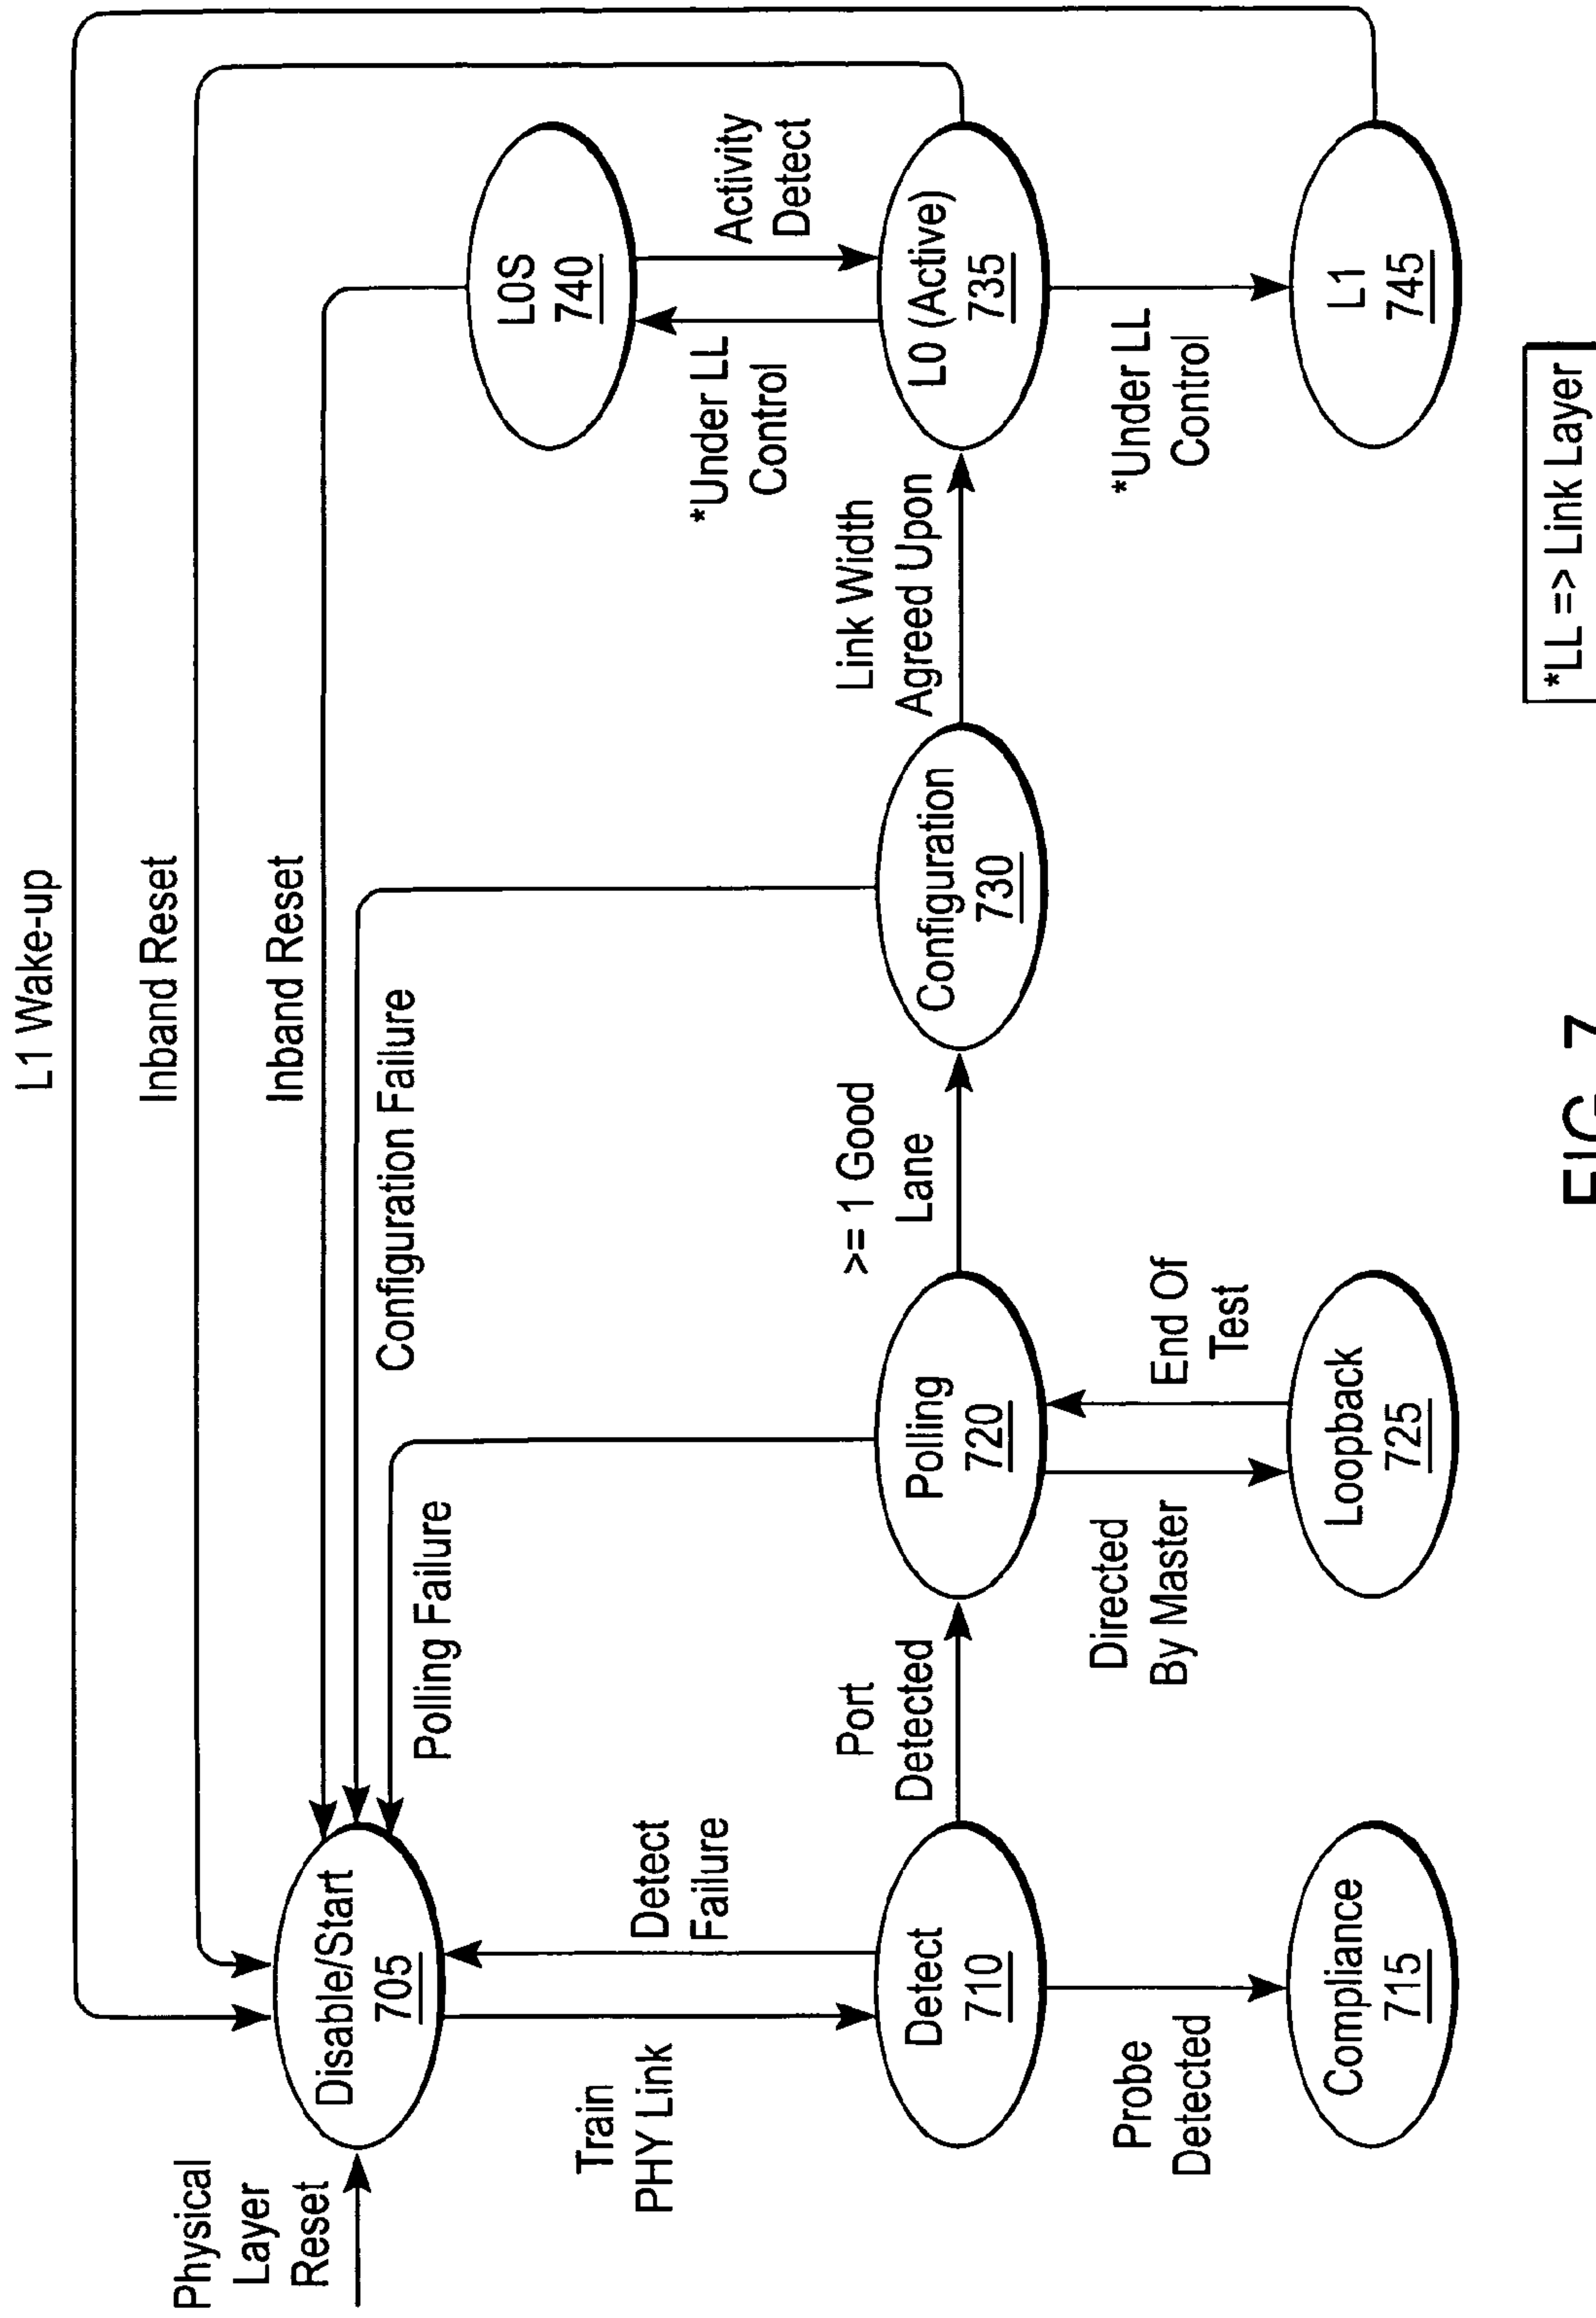 L1 Wake-up
Inband Reset
Inband Reset
Configuration Failure
Polling Failure
Physical
Layer
Reset
Disable/Start
705
L0S
740
Train
PHY Link
Detect
Failure
*Under LL
Control
Activity
Detect
Port
Detected
>= 1 Good
Lane
Link Width
Agreed Upon
Detect
710
Polling
720
Configuration
730
L0 (Active)
735
Probe
Detected
Directed
By Master
End Of
Test
*Under LL
Control
Compliance
715
Loopback
725
L1
745
*LL => Link Layer
FIG. 7